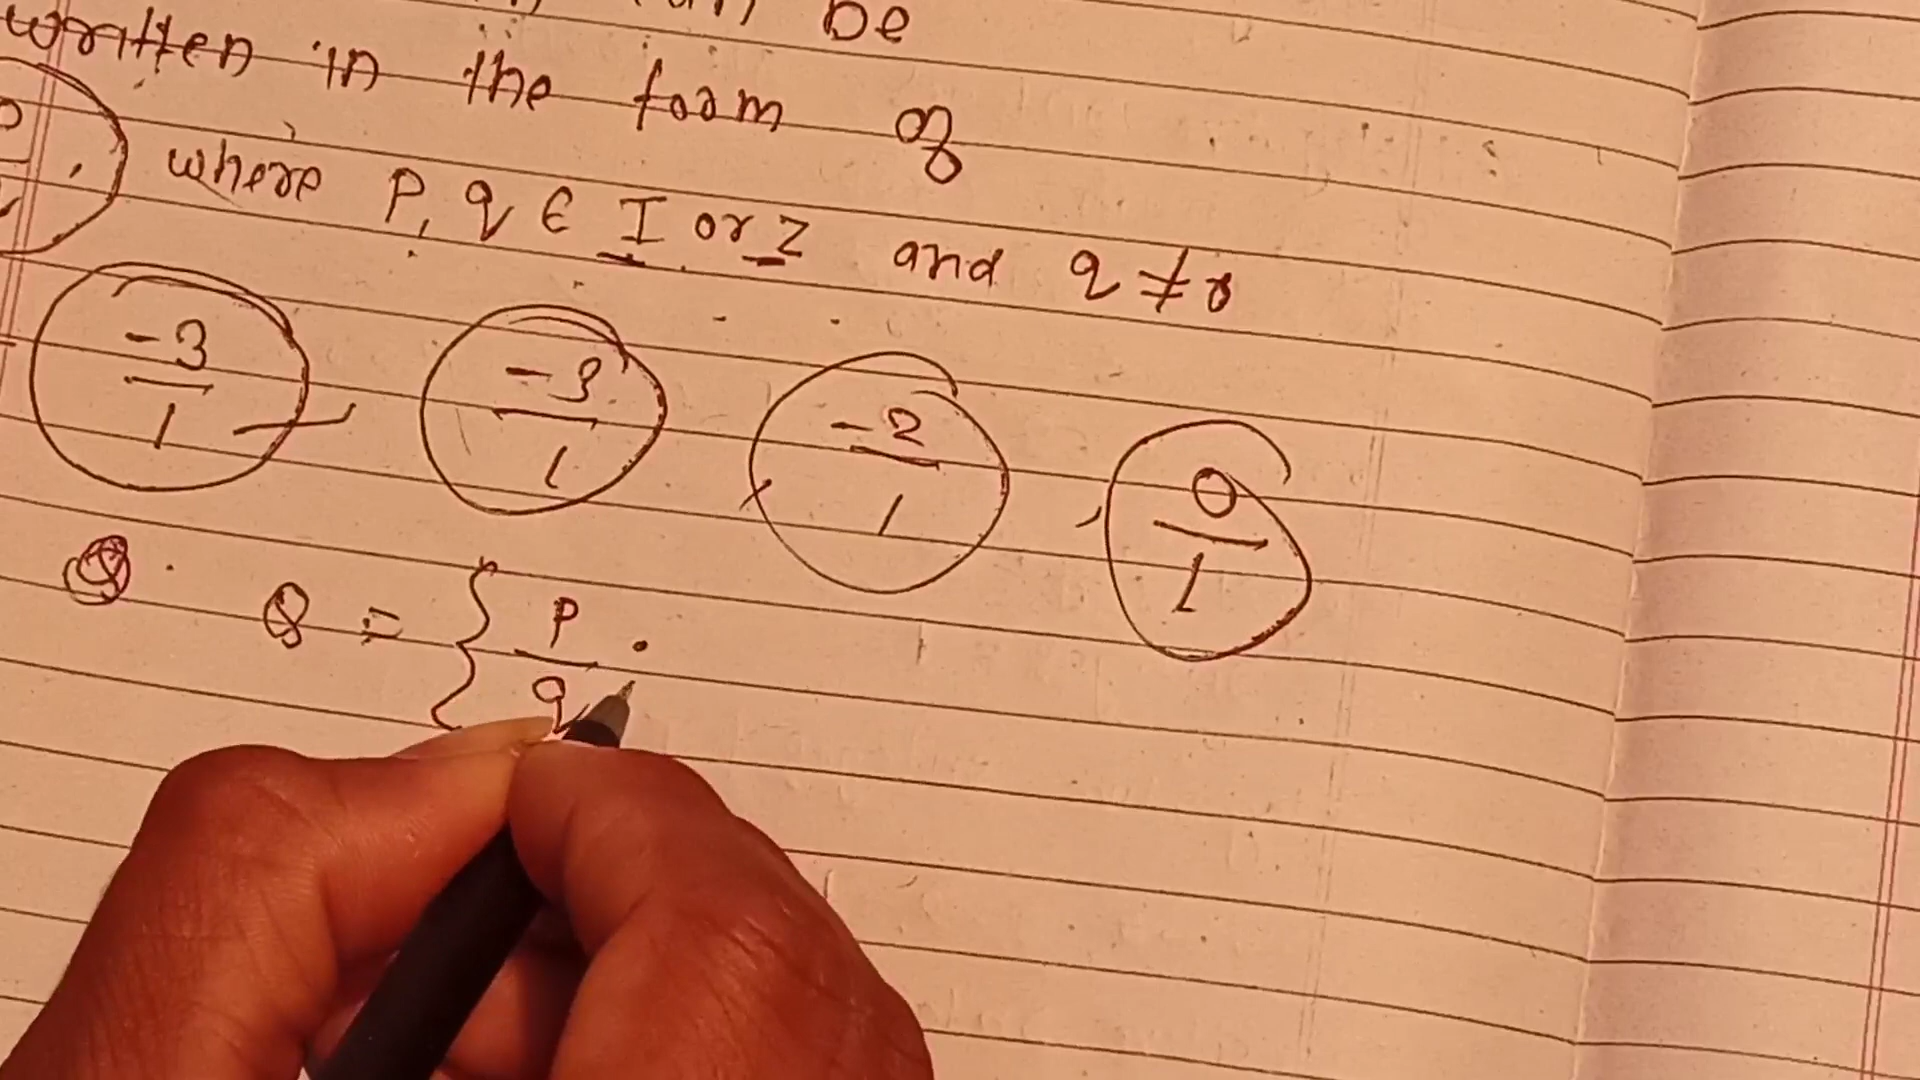 be
written in the form of
P, where P, q ∈ I or Z and q ≠ 0
-3/1 , -3/1 , -2/1 , 0/1
Q = { P/q :